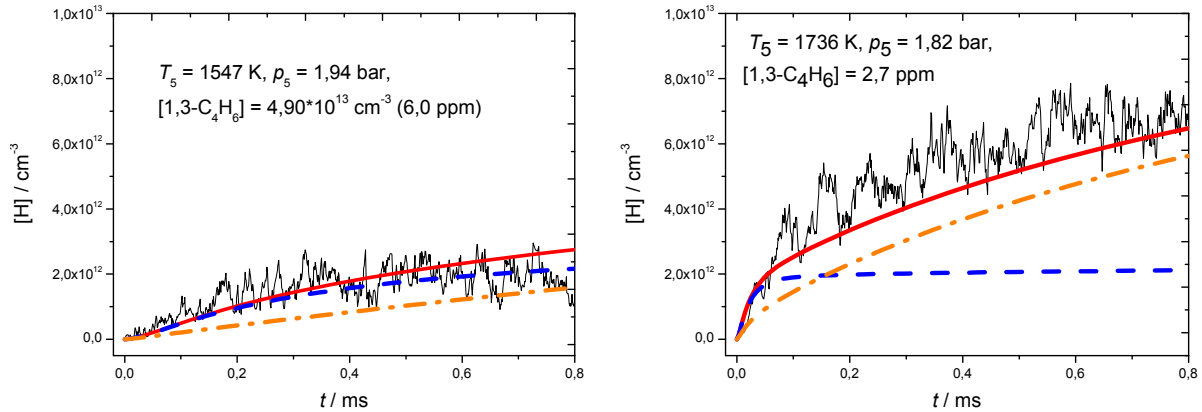 1,0x10¹³
8,0x10¹²
6,0x10¹²
4,0x10¹²
2,0x10¹²
0,0
[H] / cm⁻³
T₅ = 1547 K, p₅ = 1,94 bar,
[1,3-C₄H₆] = 4,90*10¹³ cm⁻³ (6,0 ppm)
0,0 0,2 0,4 0,6 0,8
t / ms
1,0x10¹³
8,0x10¹²
6,0x10¹²
4,0x10¹²
2,0x10¹²
0,0
[H] / cm⁻³
T₅ = 1736 K, p₅ = 1,82 bar,
[1,3-C₄H₆] = 2,7 ppm
0,0 0,2 0,4 0,6 0,8
t / ms